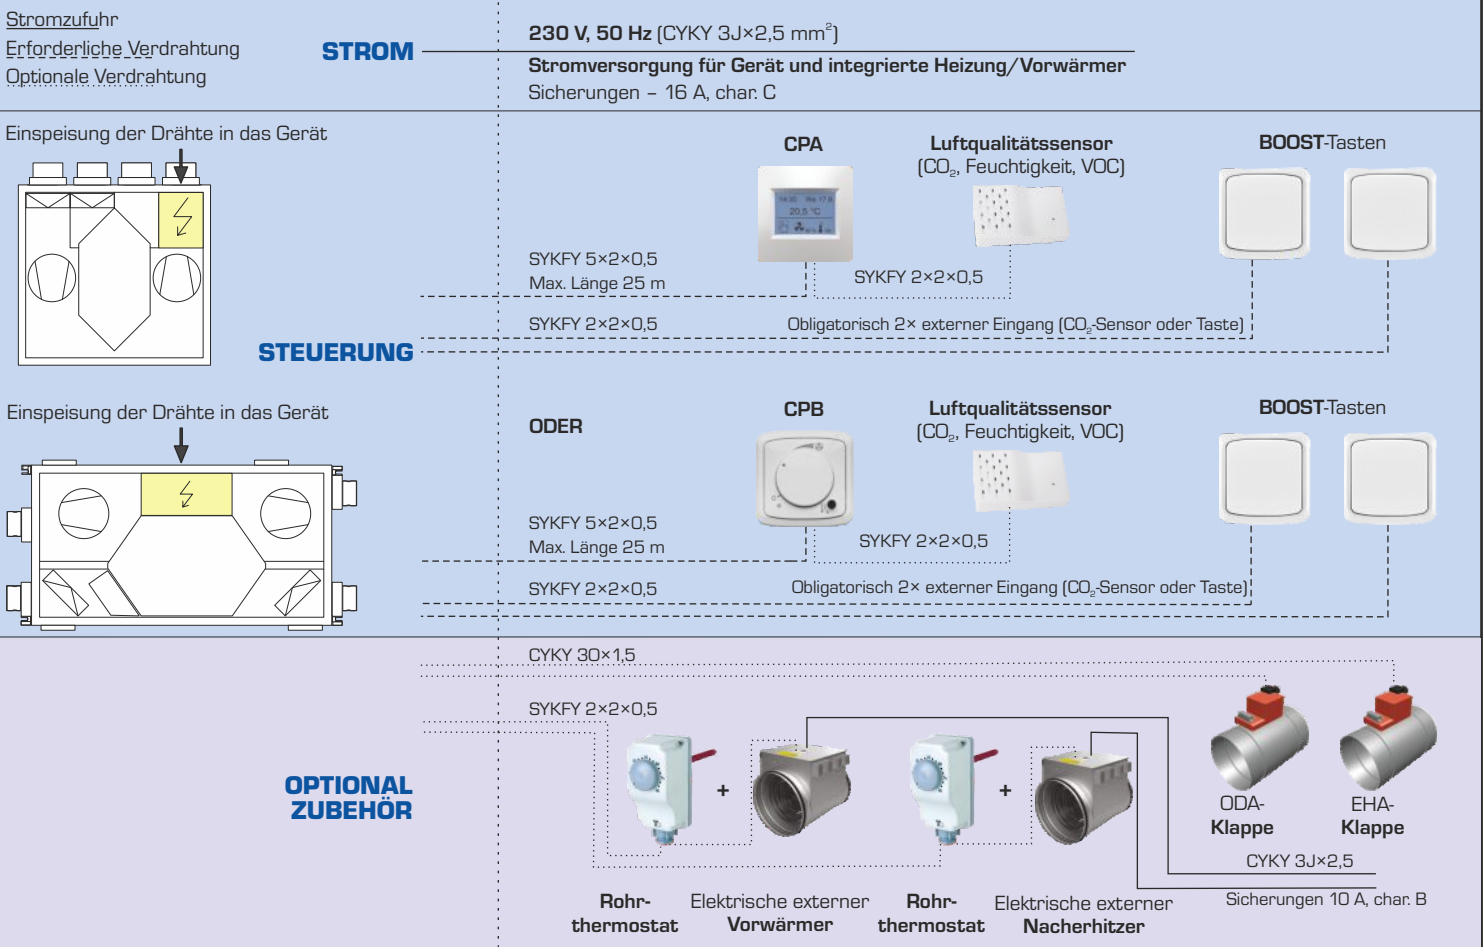 Stromzufuhr
Erforderliche Verdrahtung
Optionale Verdrahtung
STROM
230 V, 50 Hz (CYKY 3J×2,5 mm²)
Stromversorgung für Gerät und integrierte Heizung/Vorwärmer
Sicherungen – 16 A, char. C
Einspeisung der Drähte in das Gerät
STEUERUNG
CPA
Luftqualitätssensor
(CO₂, Feuchtigkeit, VOC)
BOOST-Tasten
20,5 °C
SYKFY 5×2×0,5
Max. Länge 25 m
SYKFY 2×2×0,5
SYKFY 2×2×0,5
Obligatorisch 2× externer Eingang (CO₂-Sensor oder Taste)
Einspeisung der Drähte in das Gerät
ODER
CPB
Luftqualitätssensor
(CO₂, Feuchtigkeit, VOC)
BOOST-Tasten
SYKFY 5×2×0,5
Max. Länge 25 m
SYKFY 2×2×0,5
SYKFY 2×2×0,5
Obligatorisch 2× externer Eingang (CO₂-Sensor oder Taste)
OPTIONAL
ZUBEHÖR
CYKY 3O×1,5
SYKFY 2×2×0,5
+
+
ODA-
Klappe
EHA-
Klappe
CYKY 3J×2,5
Sicherungen 10 A, char. B
Rohr-
thermostat
Elektrische externer
Vorwärmer
Rohr-
thermostat
Elektrische externer
Nacherhitzer